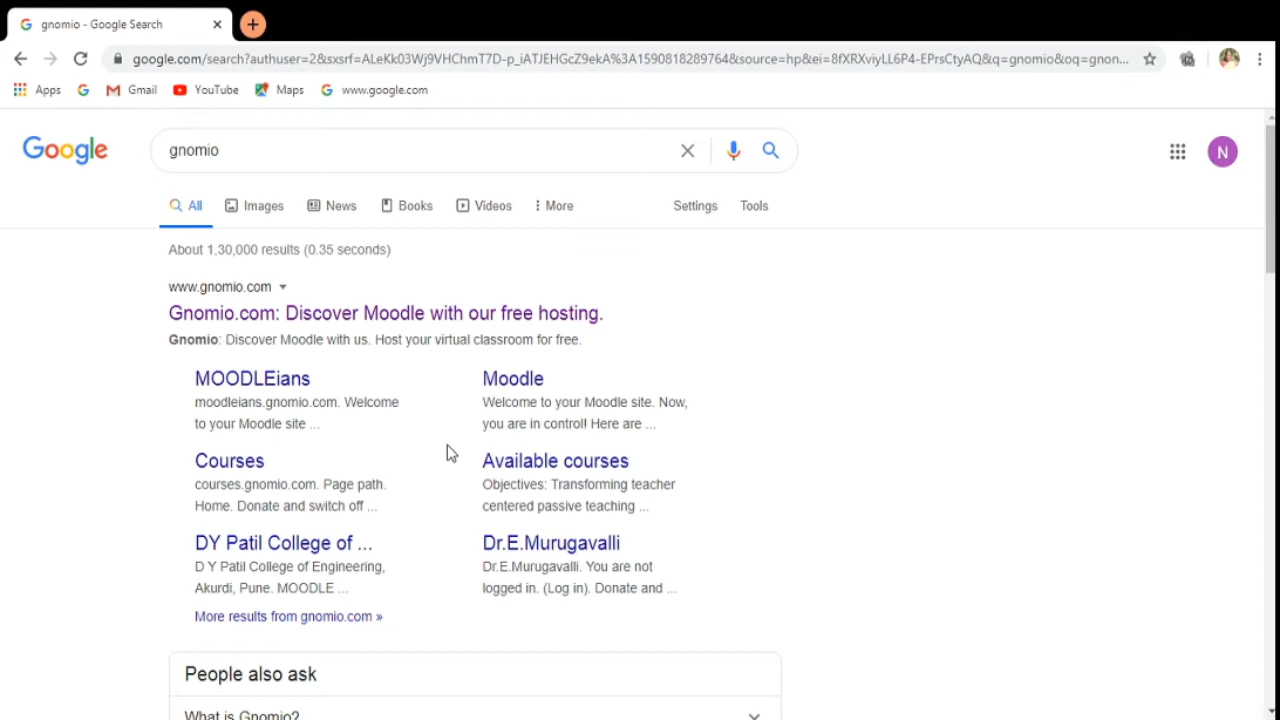 gnomio - Google Search
google.com/search?authuser=2&sxsrf=ALeKk03Wj9VHChmT7D-p_iATJEHGcZ9ekA%3A1590818289764&source=hp&ei=8fXRXviyLL6P4-EPrsCtyAQ&q=gnomio&oq=gnon...
Apps Gmail YouTube Maps www.google.com
Google gnomio N
All Images News Books Videos More Settings Tools
About 1,30,000 results (0.35 seconds)
www.gnomio.com
Gnomio.com: Discover Moodle with our free hosting.
Gnomio: Discover Moodle with us. Host your virtual classroom for free.
MOODLEians
moodleians.gnomio.com. Welcome
to your Moodle site ...
Moodle
Welcome to your Moodle site. Now,
you are in control! Here are ...
Courses
courses.gnomio.com. Page path.
Home. Donate and switch off ...
Available courses
Objectives: Transforming teacher
centered passive teaching ...
DY Patil College of ...
D Y Patil College of Engineering,
Akurdi, Pune. MOODLE ...
Dr.E.Murugavalli
Dr.E.Murugavalli. You are not
logged in. (Log in). Donate and ...
More results from gnomio.com »
People also ask
What is Gnomio?